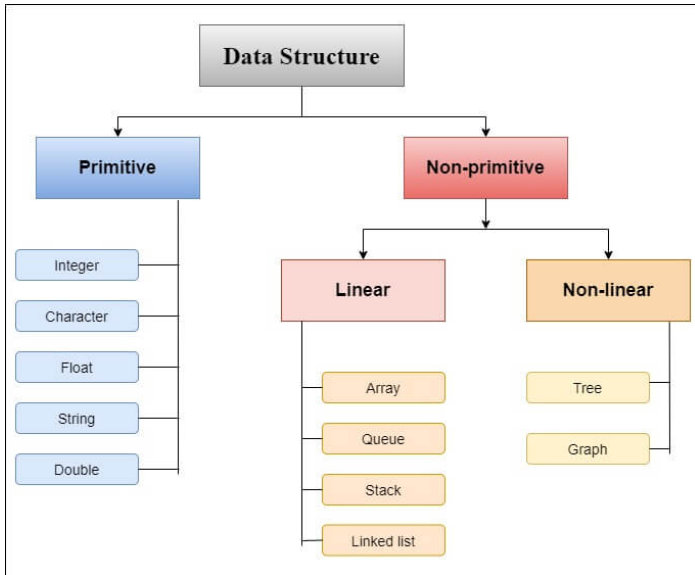 Data Structure
Primitive
Non-primitive
Integer
Character
Float
String
Double
Linear
Non-linear
Array
Queue
Stack
Linked list
Tree
Graph